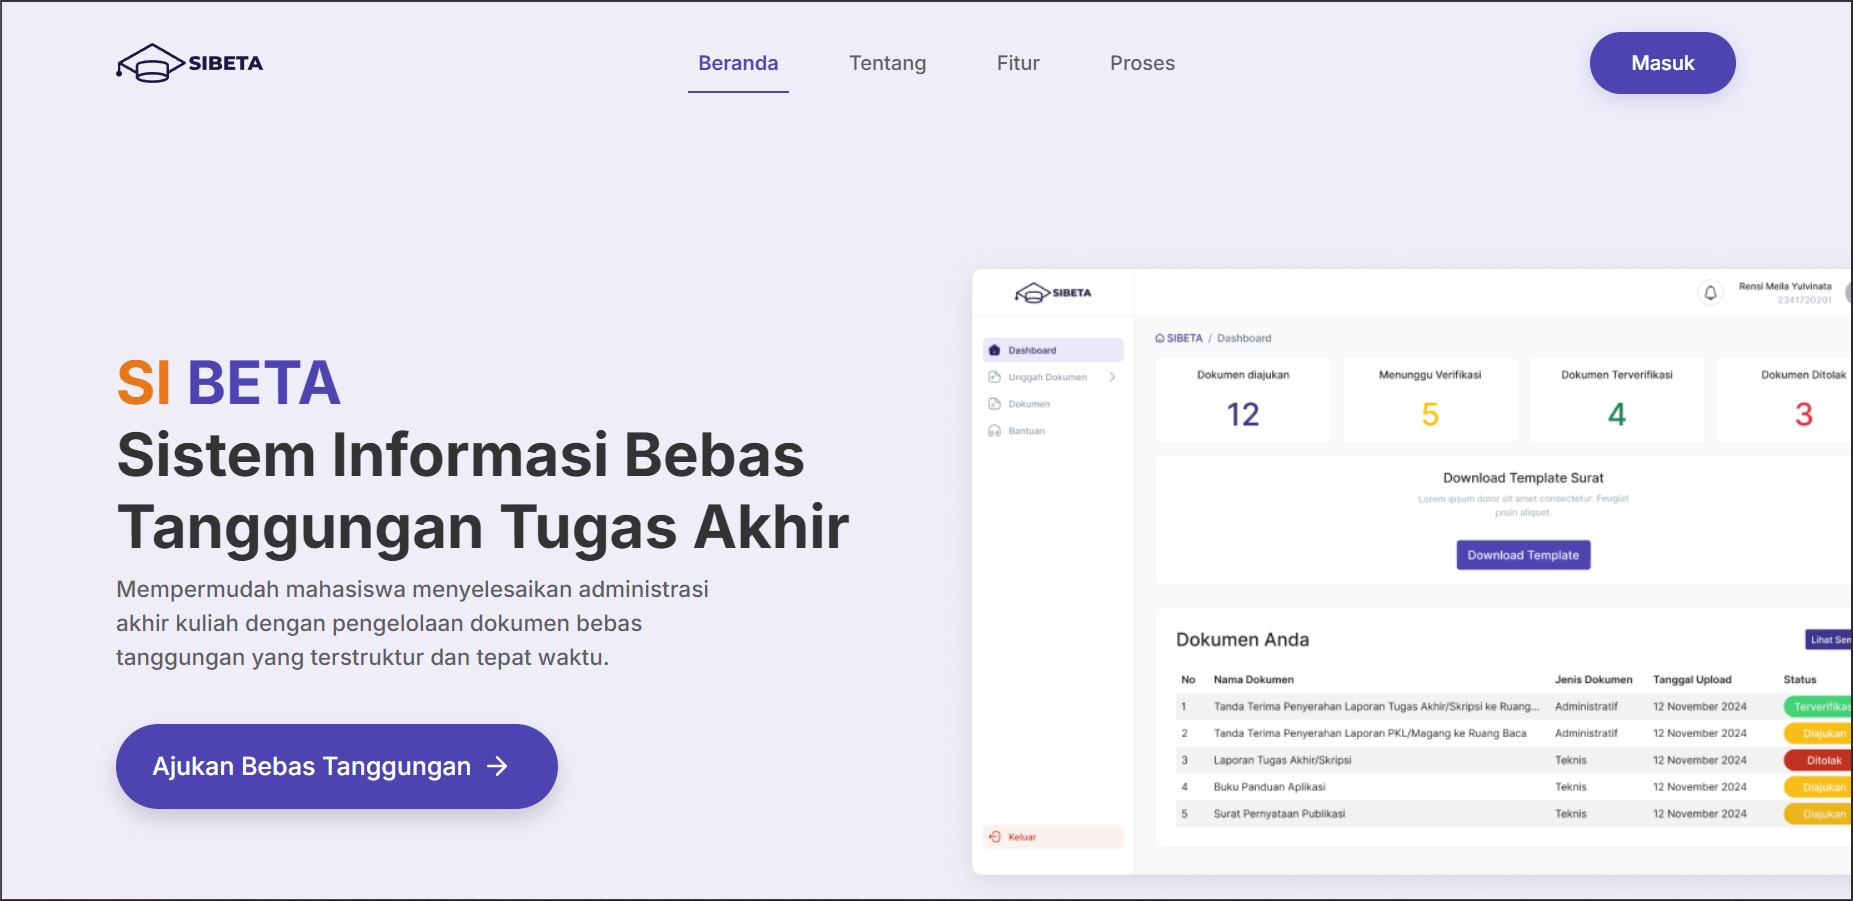 SIBETA
Beranda
Tentang
Fitur
Proses
Masuk
SI BETA
Sistem Informasi Bebas
Tanggungan Tugas Akhir
Mempermudah mahasiswa menyelesaikan administrasi
akhir kuliah dengan pengelolaan dokumen bebas
tanggungan yang terstruktur dan tepat waktu.
Ajukan Bebas Tanggungan
SIBETA
Rensi Meila Yulvinata
2341720201
Dashboard
Unggah Dokumen
Dokumen
Bantuan
Keluar
SIBETA / Dashboard
Dokumen diajukan
12
Menunggu Verifikasi
5
Dokumen Terverifikasi
4
Dokumen Ditolak
3
Download Template Surat
Lorem ipsum dolor sit amet consectetur. Feugiat
proin aliquet.
Download Template
Dokumen Anda
Lihat Sem
No Nama Dokumen Jenis Dokumen Tanggal Upload Status
1 Tanda Terima Penyerahan Laporan Tugas Akhir/Skripsi ke Ruang... Administratif 12 November 2024 Terverifikas
2 Tanda Terima Penyerahan Laporan PKL/Magang ke Ruang Baca Administratif 12 November 2024 Diajukan
3 Laporan Tugas Akhir/Skripsi Teknis 12 November 2024 Ditolak
4 Buku Panduan Aplikasi Teknis 12 November 2024 Diajukan
5 Surat Pernyataan Publikasi Teknis 12 November 2024 Diajukan